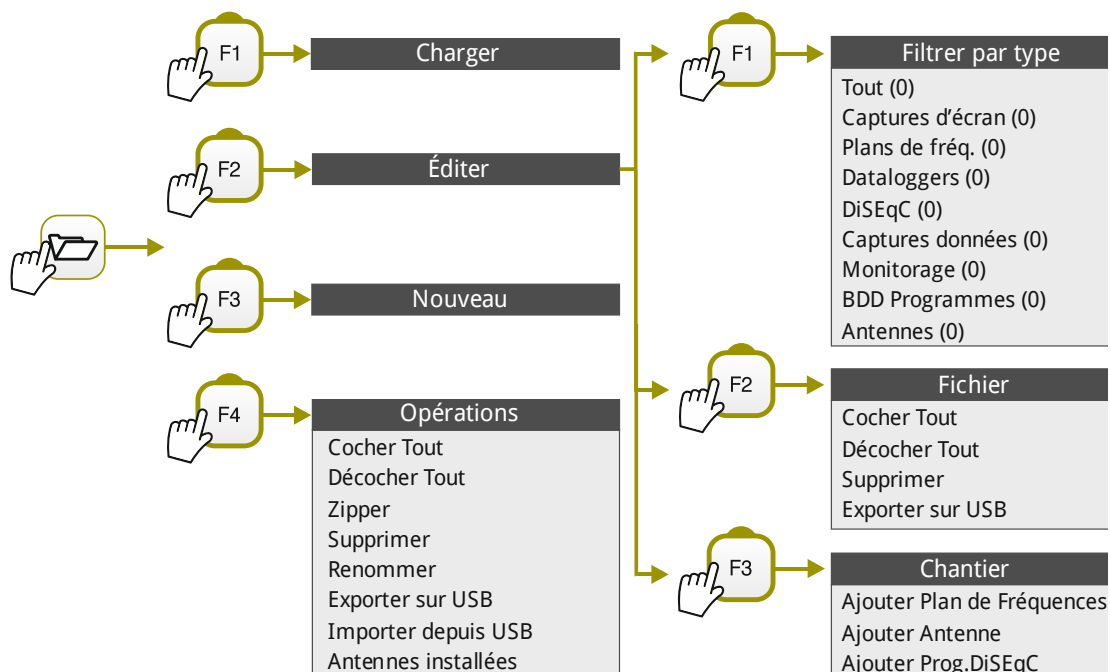 F1
Charger
F2
Éditer
F3
Nouveau
F4
Opérations
Cocher Tout
Décocher Tout
Zipper
Supprimer
Renommer
Exporter sur USB
Importer depuis USB
Antennes installées
F1
Filtrer par type
Tout (0)
Captures d’écran (0)
Plans de fréq. (0)
Dataloggers (0)
DiSEqC (0)
Captures données (0)
Monitorage (0)
BDD Programmes (0)
Antennes (0)
F2
Fichier
Cocher Tout
Décocher Tout
Supprimer
Exporter sur USB
F3
Chantier
Ajouter Plan de Fréquences
Ajouter Antenne
Ajouter Prog.DiSEqC